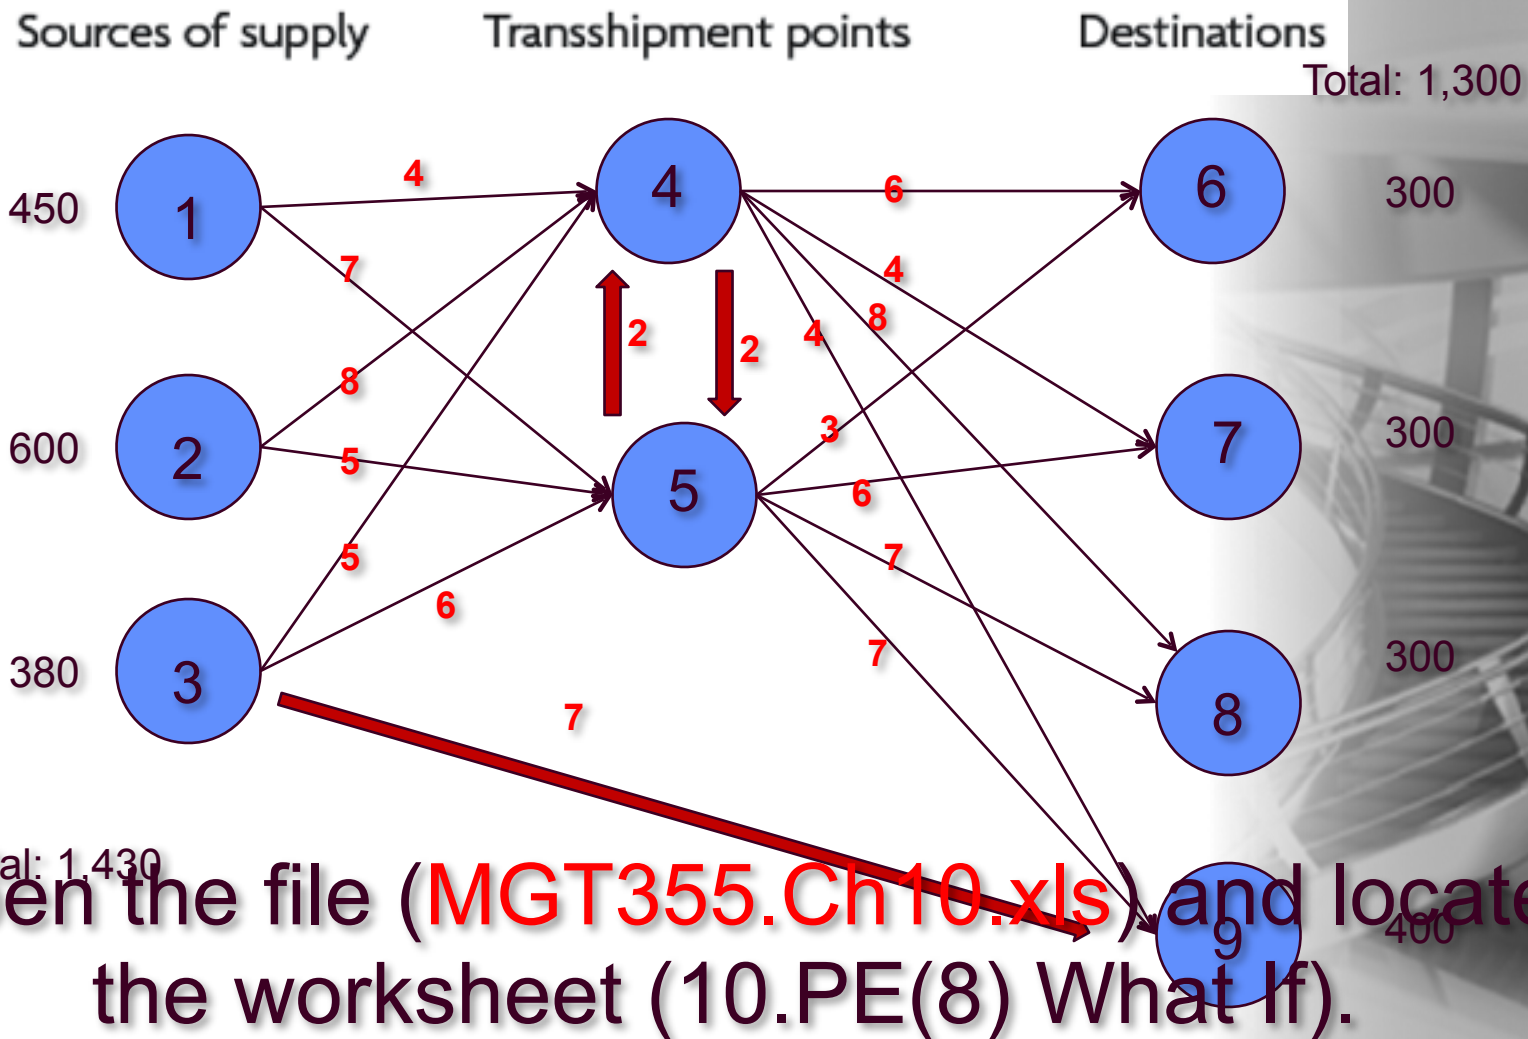 Sources of supply Transshipment points Destinations
Total: 1,300
450 1 4 4 6 6 300
7 4
8
2 2 4
8 3
600 2 5 5 6 7 300
5 7
6
380 3 7 8 300
7
al: 1,430
en the file (MGT355.Ch10.xls) and locate
9 400
the worksheet (10.PE(8) What If).